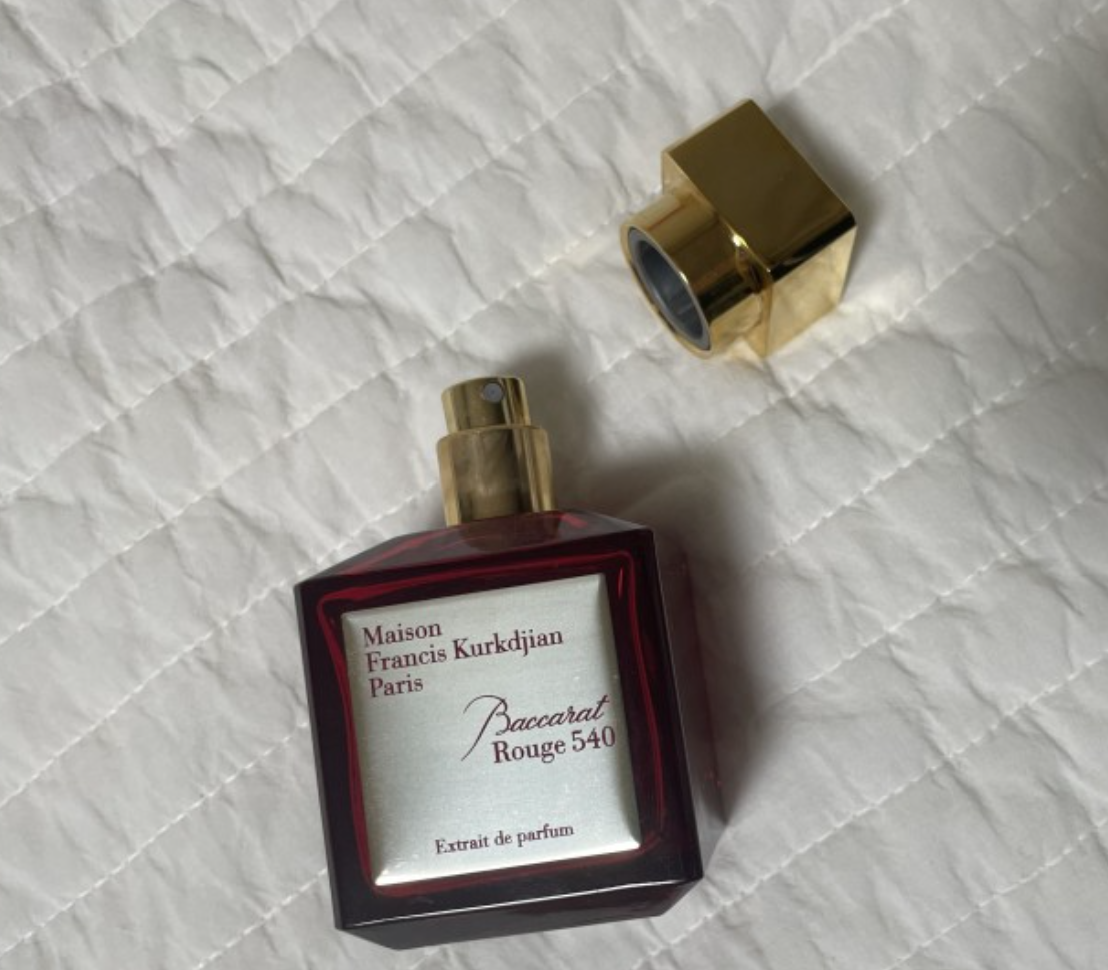 Maison
Francis Kurkdjian
Paris
Baccarat
Rouge 540
Extrait de parfum